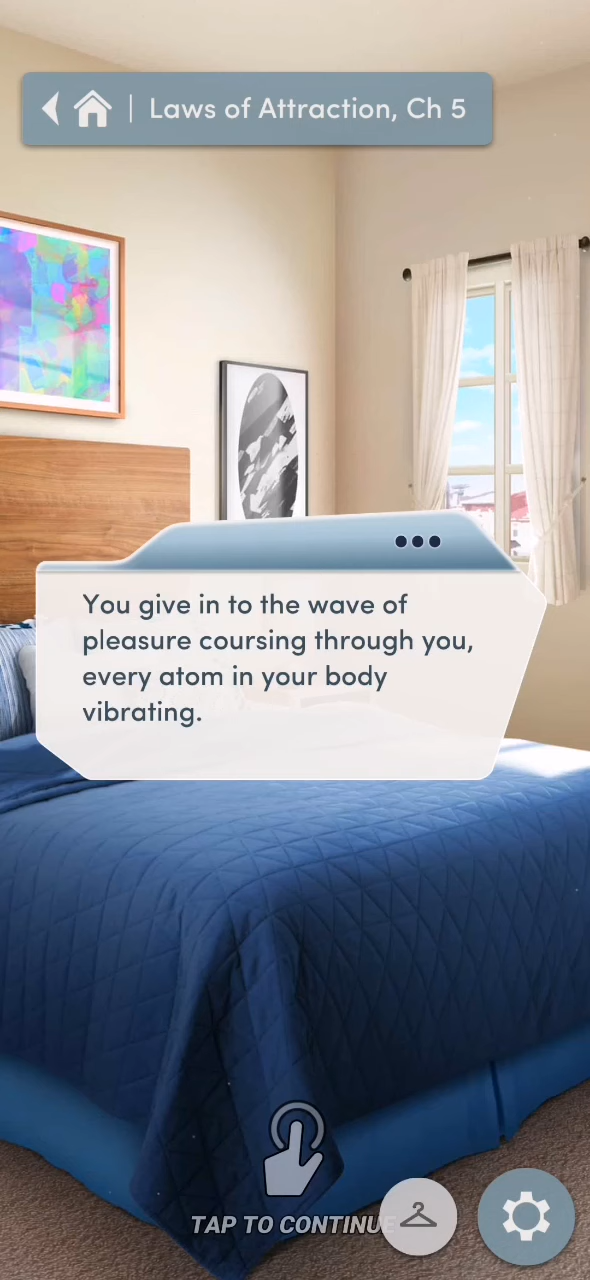 Laws of Attraction, Ch 5
You give in to the wave of
pleasure coursing through you,
every atom in your body
vibrating.
TAP TO CONTINUE